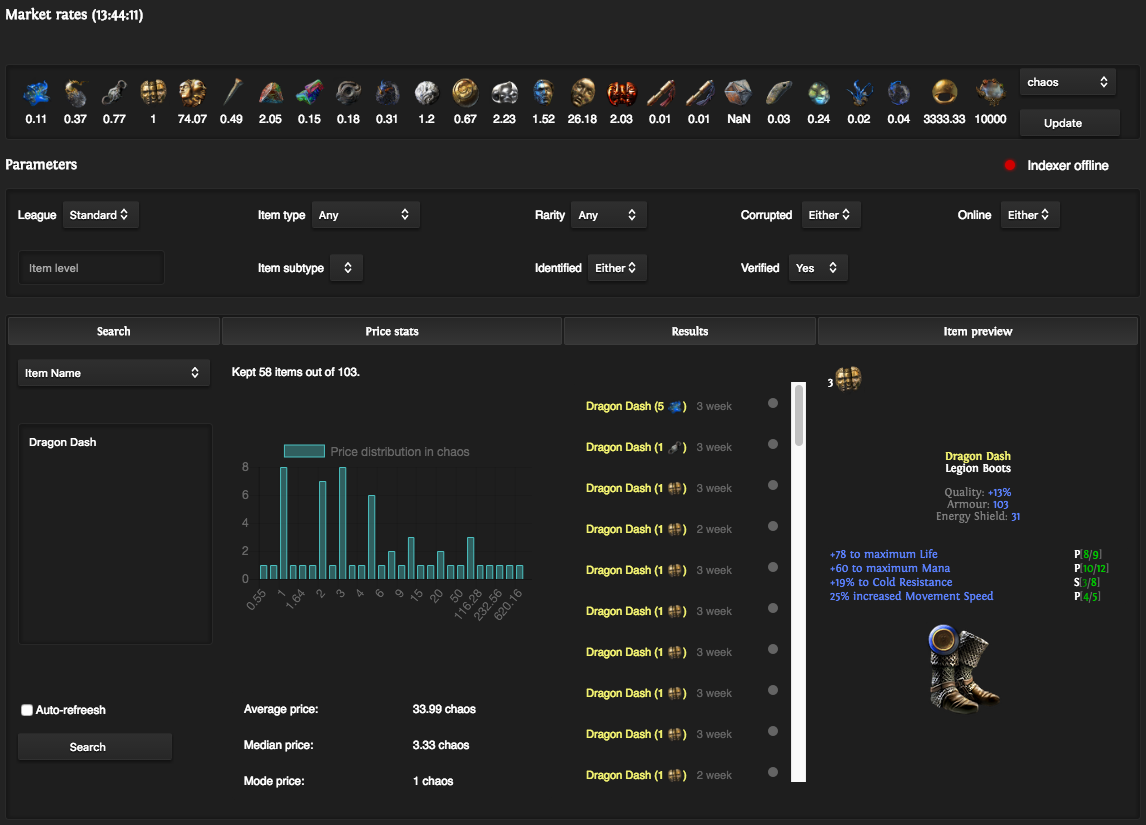 Market rates (13:44:11)
chaos
0.11 0.37 0.77 1 74.07 0.49 2.05 0.15 0.18 0.31 1.2 0.67 2.23 1.52 26.18 2.03 0.01 0.01 NaN 0.03 0.24 0.02 0.04 3333.33 10000
Update
Parameters
Indexer offline
League Standard Item type Any Rarity Any Corrupted Either Online Either
Item level Item subtype Identified Either Verified Yes
Search Price stats Results Item preview
Item Name
Dragon Dash
Auto-refreesh
Search
Kept 58 items out of 103.
Price distribution in chaos
8
6
4
2
0
0.55 1 1.64 2 3 4 6 9 15 20 50 116.28 232.56 620.16
Average price: 33.99 chaos
Median price: 3.33 chaos
Mode price: 1 chaos
Dragon Dash (5 ) 3 week
Dragon Dash (1 ) 3 week
Dragon Dash (1 ) 3 week
Dragon Dash (1 ) 2 week
Dragon Dash (1 ) 3 week
Dragon Dash (1 ) 3 week
Dragon Dash (1 ) 3 week
Dragon Dash (1 ) 3 week
Dragon Dash (1 ) 3 week
Dragon Dash (1 ) 2 week
3
Dragon Dash
Legion Boots
Quality: +13%
Armour: 103
Energy Shield: 31
+78 to maximum Life P[8/9]
+60 to maximum Mana P[10/12]
+19% to Cold Resistance S[3/8]
25% increased Movement Speed P[4/5]